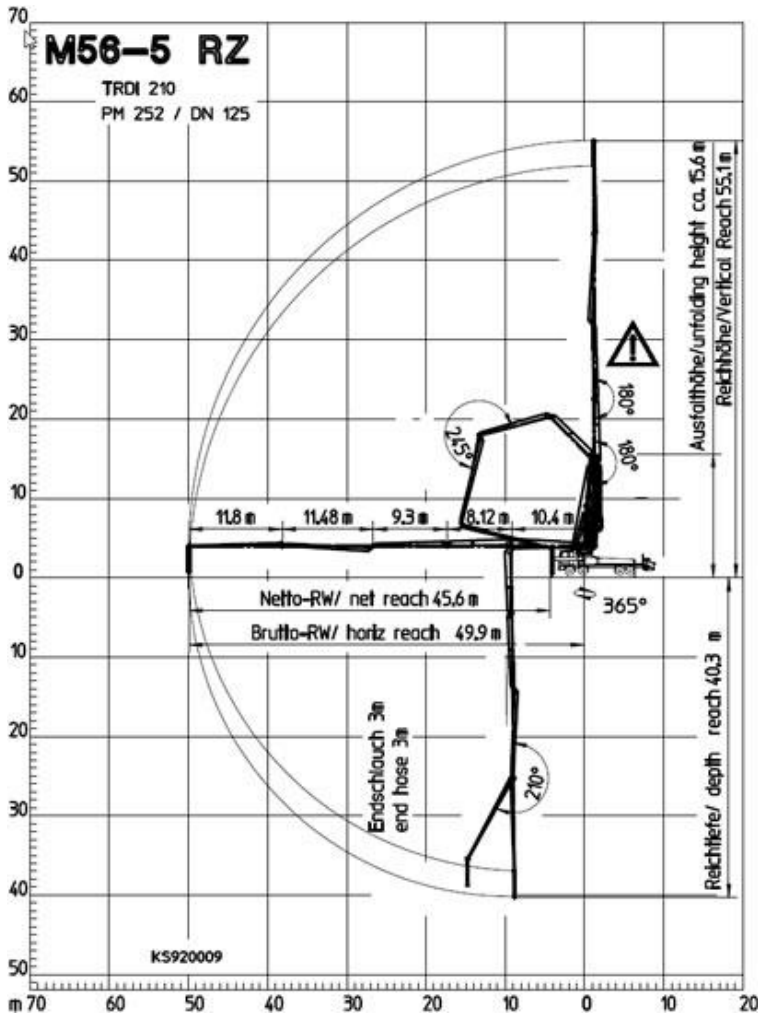 70
M56-5 RZ
TRDI 210
PM 252 / DN 125
60
50
40
30
20
10
0
10
20
30
40
50
Ausfalthöhe/unfolding height ca. 15.6 m
Reichhöhe/Vertical Reach 55.1 m
180°
180°
245°
11.8 m
11.48 m
9.3 m
8.12 m
10.4 m
Netto-RW/ net reach 45.6 m
365°
Brutto-RW/ horiz reach 49.9 m
Endschlauch 3m
end hose 3m
210°
Reichtiefe/ depth reach 40.3 m
KS920009
m 70 60 50 40 30 20 10 0 10 20